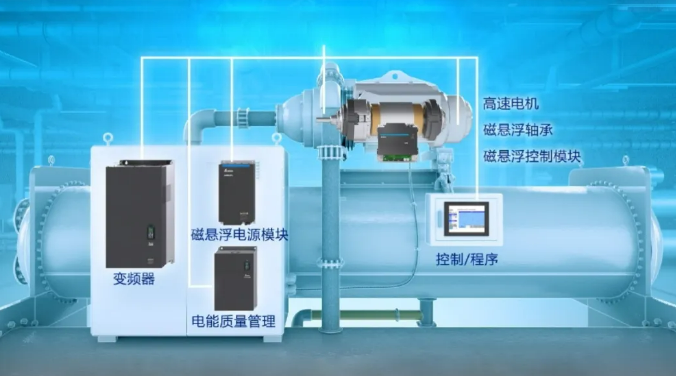 高速电机
磁悬浮轴承
磁悬浮控制模块
磁悬浮电源模块
变频器
控制/程序
电能质量管理